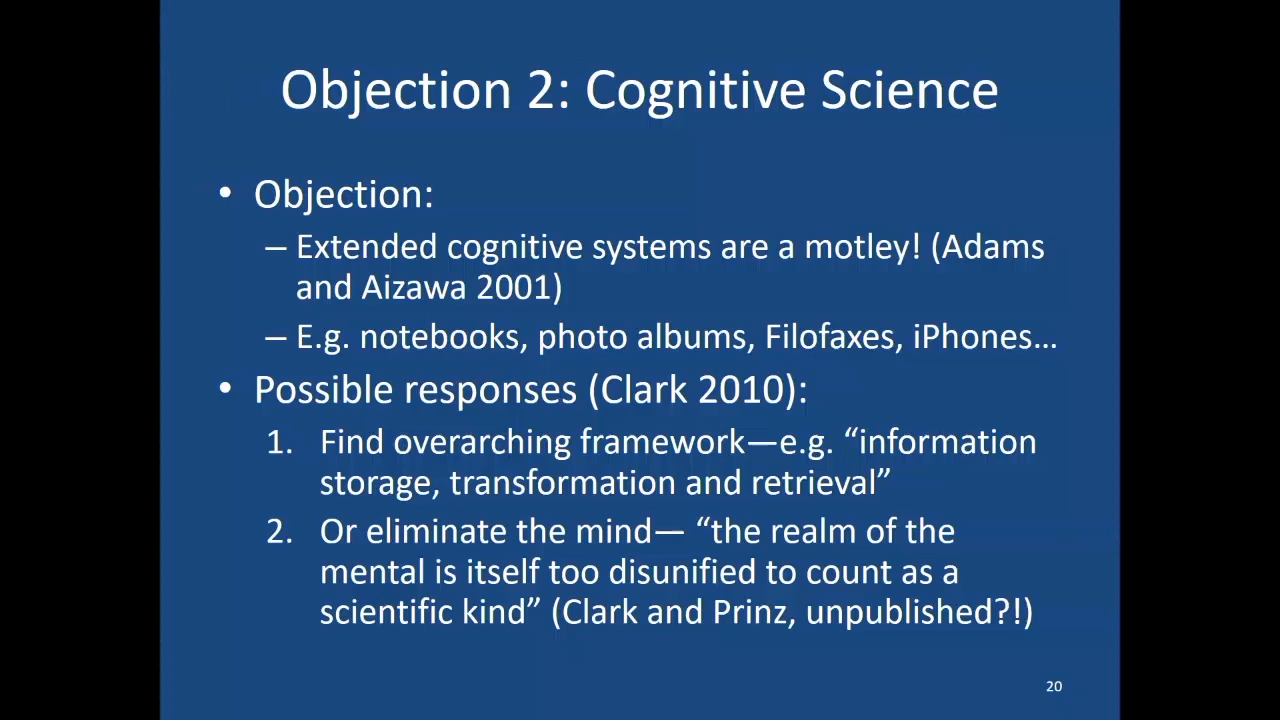 Objection 2: Cognitive Science
• Objection:
– Extended cognitive systems are a motley! (Adams
and Aizawa 2001)
– E.g. notebooks, photo albums, Filofaxes, iPhones…
• Possible responses (Clark 2010):
1. Find overarching framework—e.g. “information
storage, transformation and retrieval”
2. Or eliminate the mind— “the realm of the
mental is itself too disunified to count as a
scientific kind” (Clark and Prinz, unpublished?!)
20